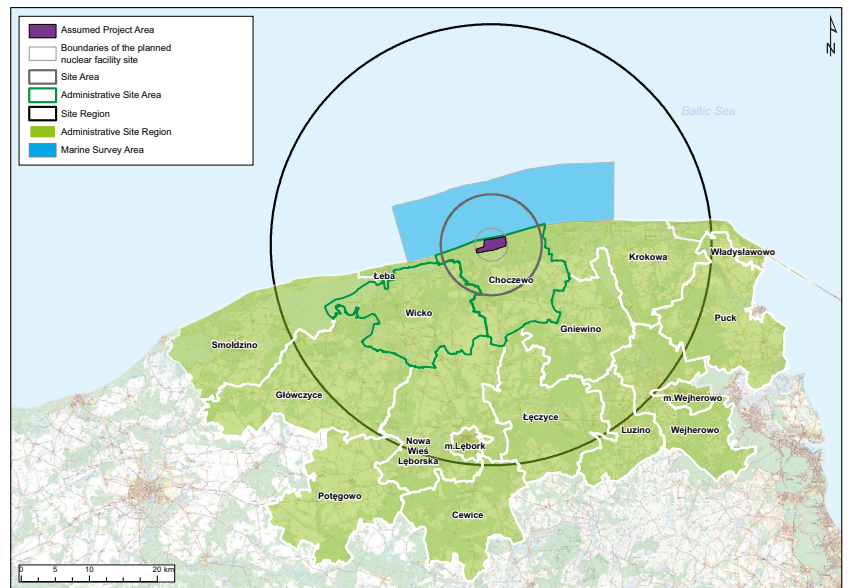 Assumed Project Area
Boundaries of the planned
nuclear facility site
Site Area
Administrative Site Area
Site Region
Administrative Site Region
Marine Survey Area
N
Baltic Sea
Władysławowo
Krokowa
Łeba
Choczewo
Wicko
Puck
Gniewino
Smołdzino
Główczyce
m.Wejherowo
Łęczyce
Luzino
Wejherowo
Nowa
Wieś
Lęborska
m.Lębork
Potęgowo
Cewice
0 5 10 20 km